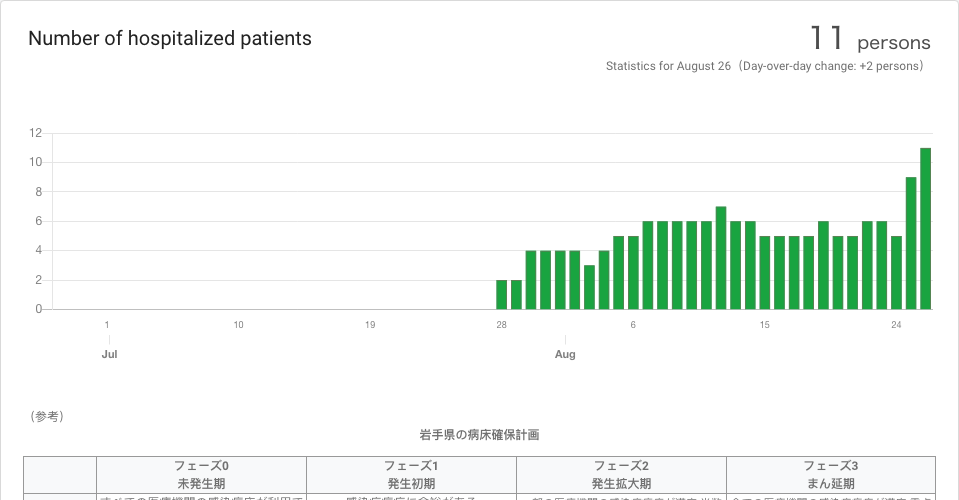 Number of hospitalized patients
11 persons
Statistics for August 26（Day-over-day change: +2 persons）
12
10
8
6
4
2
0
1 10 19 28 6 15 24
Jul Aug
（参考）
岩手県の病床確保計画
フェーズ0 フェーズ1 フェーズ2 フェーズ3
未発生期 発生初期 発生拡大期 まん延期